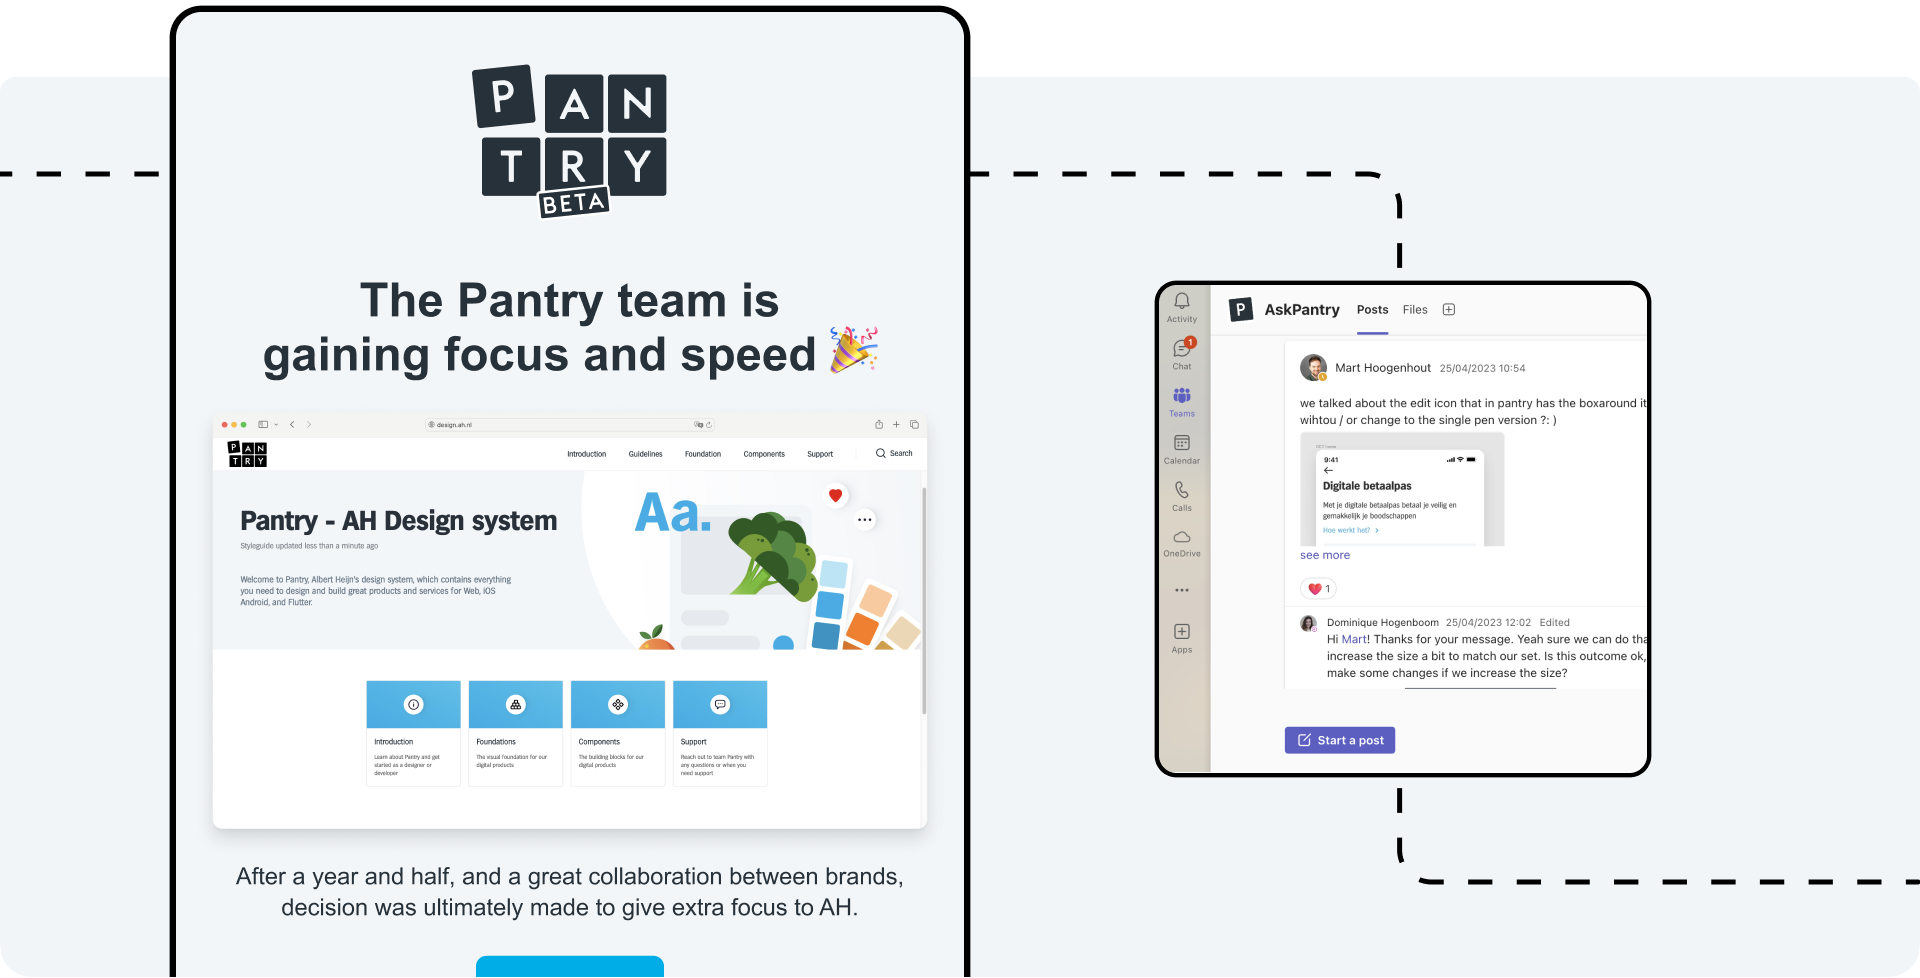 PAN
TRY
BETA
The Pantry team is
gaining focus and speed
design.ah.nl
PAN
TRY
Introduction
Guidelines
Foundation
Components
Support
Search
Pantry - AH Design system
Styleguide updated less than a minute ago
Welcome to Pantry, Albert Heijn's design system, which contains everything
you need to design and build great products and services for Web, iOS
Android, and Flutter.
Aa.
Introduction
Learn about Pantry and get
started as a designer or
developer
Foundations
The visual foundation for our
digital products
Components
The building blocks for our
digital products
Support
Reach out to team Pantry with
any questions or when you
need support
After a year and half, and a great collaboration between brands,
decision was ultimately made to give extra focus to AH.
Activity
1
Chat
Teams
Calendar
Calls
OneDrive
Apps
P
AskPantry
Posts
Files
Mart Hoogenhout 25/04/2023 10:54
we talked about the edit icon that in pantry has the boxaround it
wihtou / or change to the single pen version ?: )
9:41
Digitale betaalpas
Met je digitale betaalpas betaal je veilig en
gemakkelijk je boodschappen
Hoe werkt het?
see more
1
Dominique Hogenboom 25/04/2023 12:02 Edited
Hi Mart! Thanks for your message. Yeah sure we can do tha
increase the size a bit to match our set. Is this outcome ok,
make some changes if we increase the size?
Start a post